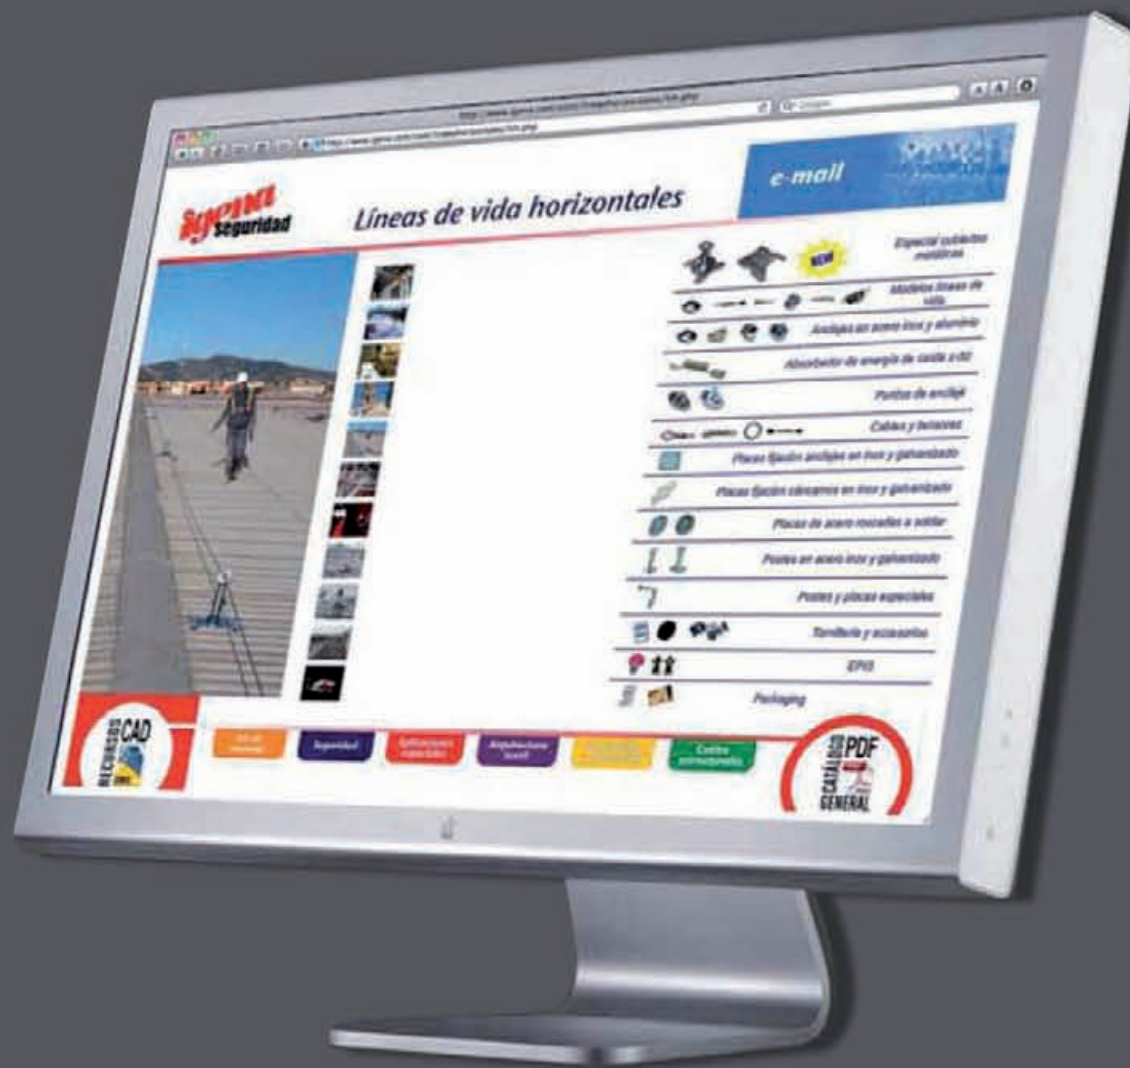 Igena
Seguridad
Líneas de vida horizontales
e-mail
NEW
Especial cubiertas
metálicas
Modelos líneas de
vida
Anclajes en acero inox y aluminio
Absorbedor de energía de caída
Puntos de anclaje
Cables y tensores
Placas fijación anclajes en inox y galvanizado
Placas fijación cáncamos en inox y galvanizado
Placas de acero roscadas a soldar
Postes en acero inox y galvanizado
Postes y placas especiales
Tornillería y accesorios
EPIS
Packaging
RECURSOS
CAD
Seguridad
Aplicaciones
Arquitectura
textil
Cables
estructurales
CATÁLOGO
PDF
GENERAL